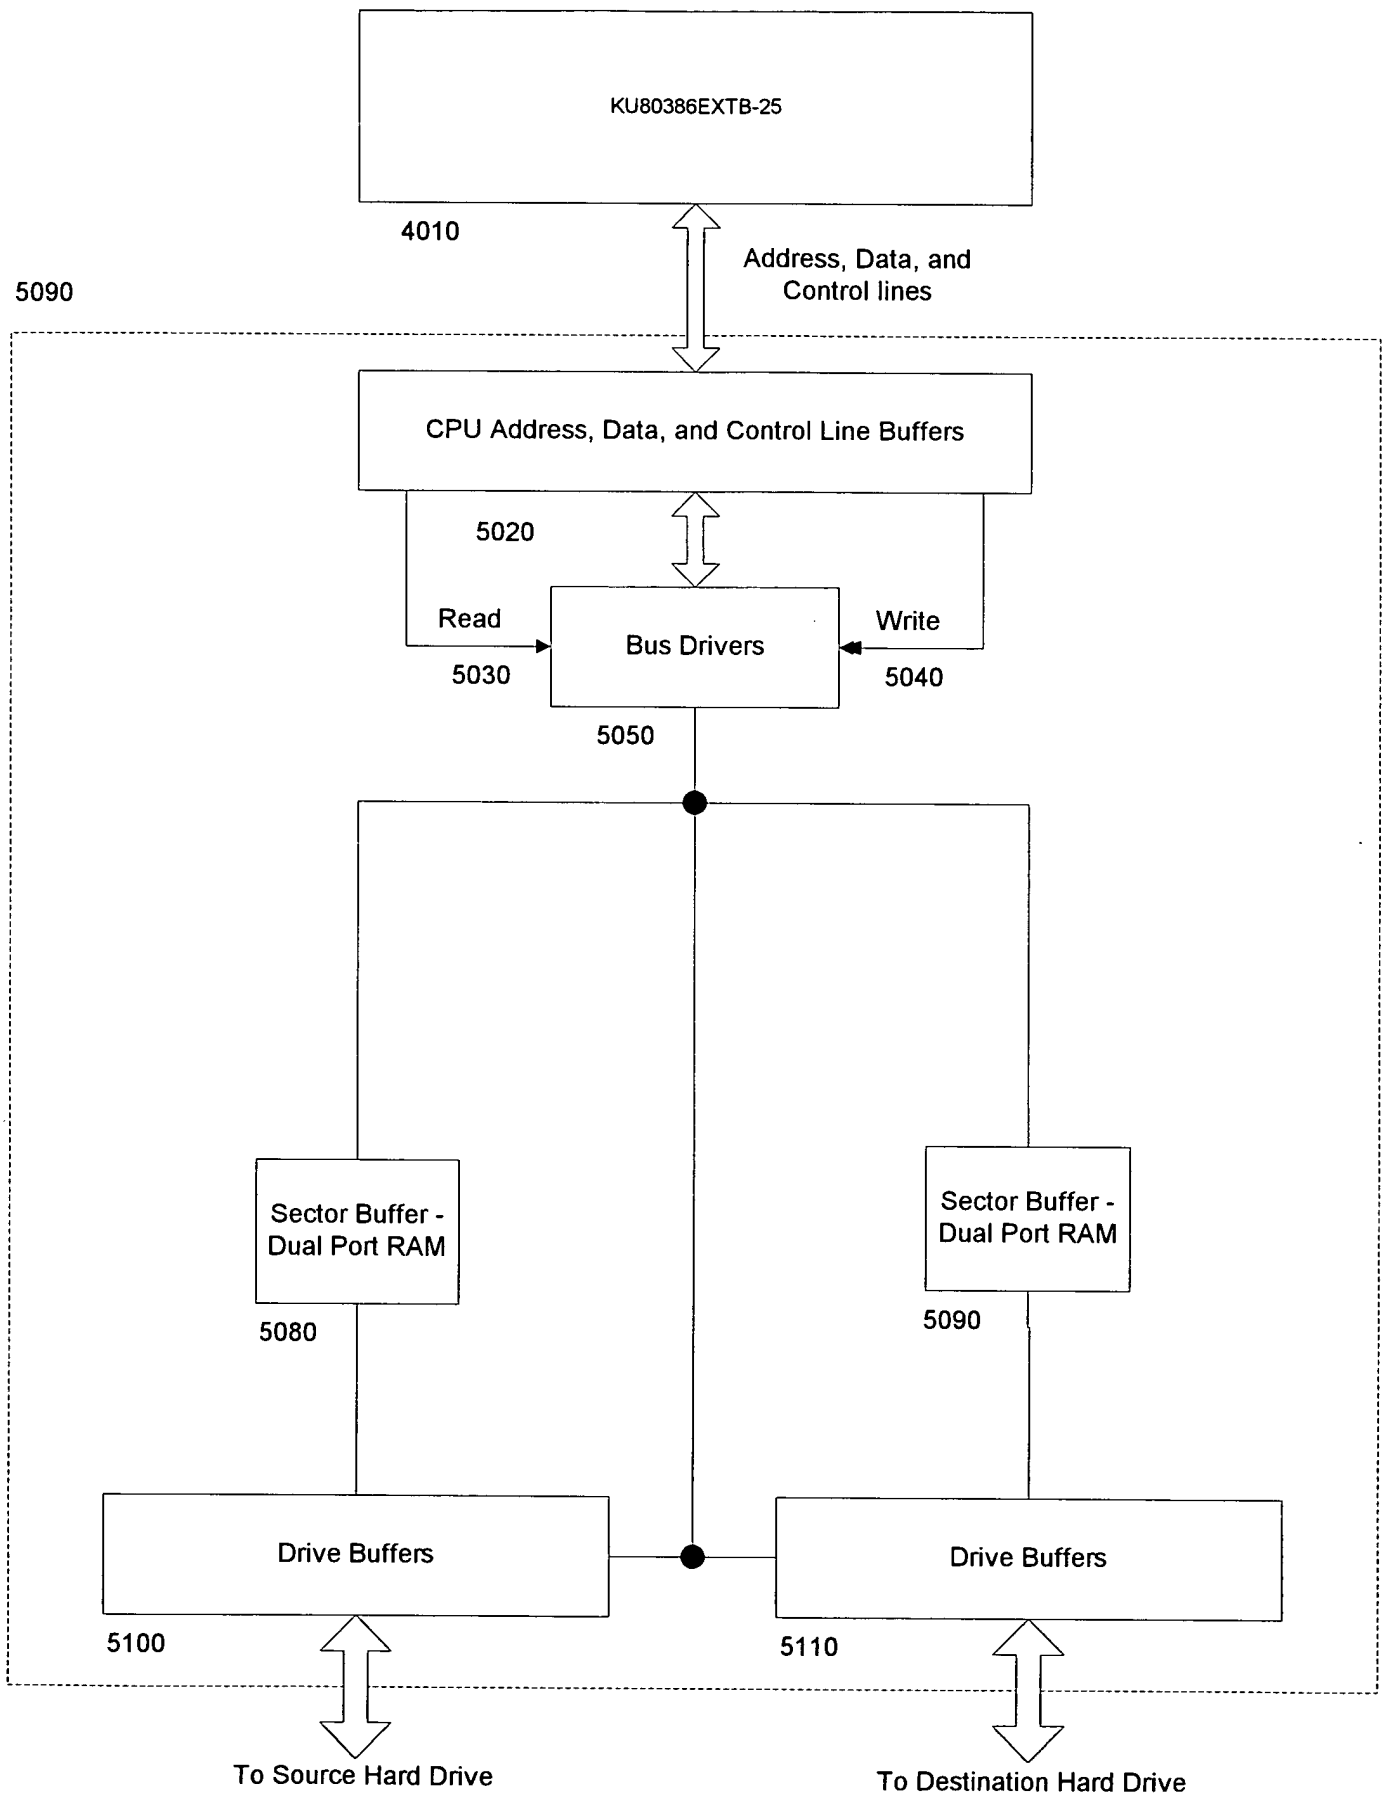 KU80386EXTB-25
4010
Address, Data, and
Control lines
5090
CPU Address, Data, and Control Line Buffers
5020
Read
5030
Bus Drivers
Write
5040
5050
Sector Buffer -
Dual Port RAM
5080
Sector Buffer -
Dual Port RAM
5090
Drive Buffers
5100
Drive Buffers
5110
To Source Hard Drive
To Destination Hard Drive